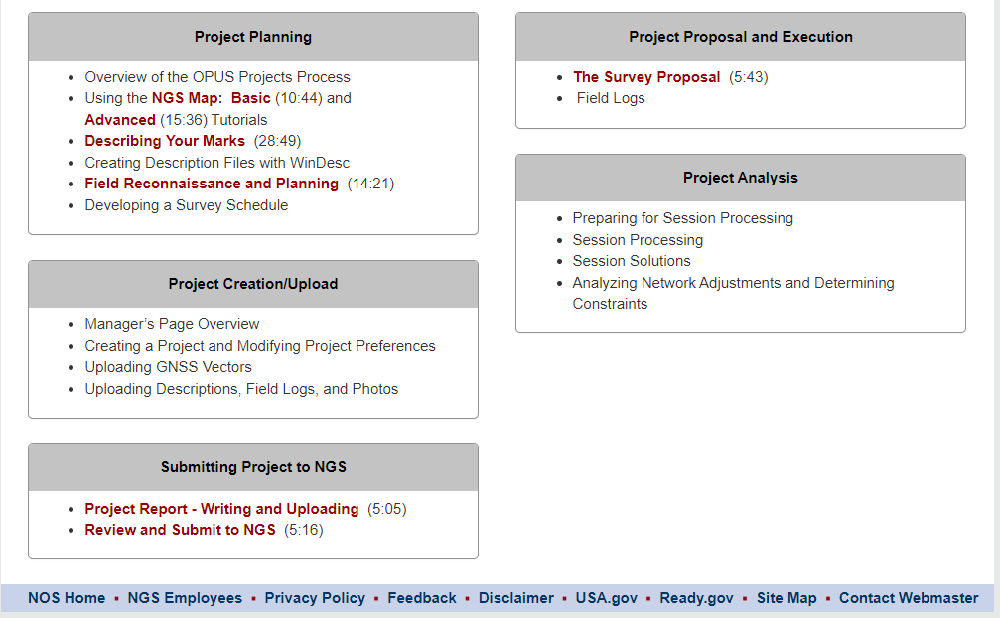 Project Planning
• Overview of the OPUS Projects Process
• Using the NGS Map:  Basic (10:44) and
Advanced (15:36) Tutorials
• Describing Your Marks  (28:49)
• Creating Description Files with WinDesc
• Field Reconnaissance and Planning  (14:21)
• Developing a Survey Schedule
Project Creation/Upload
• Manager’s Page Overview
• Creating a Project and Modifying Project Preferences
• Uploading GNSS Vectors
• Uploading Descriptions, Field Logs, and Photos
Submitting Project to NGS
• Project Report - Writing and Uploading  (5:05)
• Review and Submit to NGS  (5:16)
Project Proposal and Execution
• The Survey Proposal  (5:43)
• Field Logs
Project Analysis
• Preparing for Session Processing
• Session Processing
• Session Solutions
• Analyzing Network Adjustments and Determining
Constraints
NOS Home ▪ NGS Employees ▪ Privacy Policy ▪ Feedback ▪ Disclaimer ▪ USA.gov ▪ Ready.gov ▪ Site Map ▪ Contact Webmaster